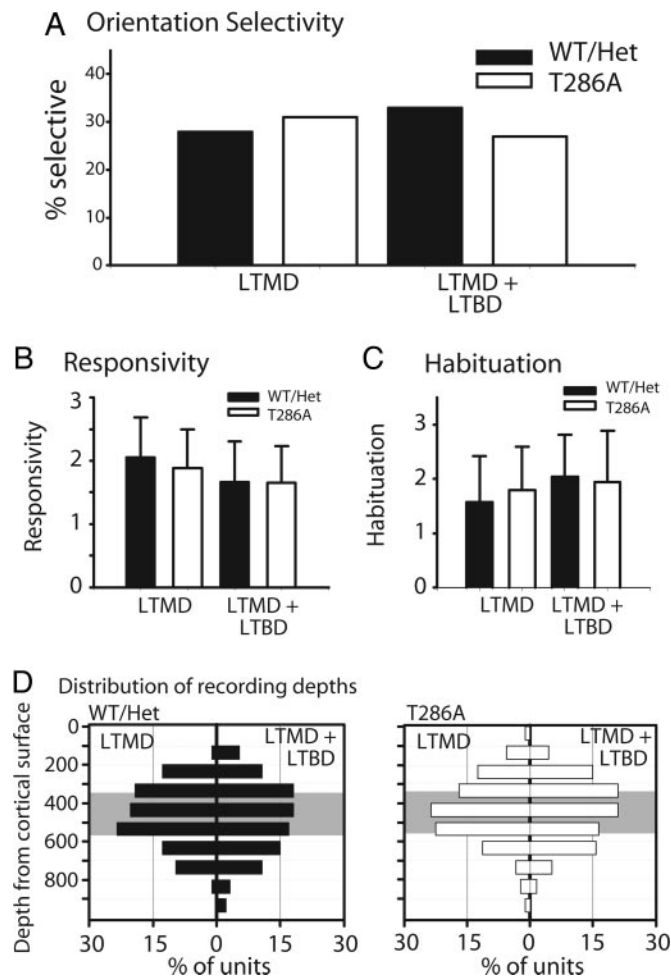 A Orientation Selectivity
WT/Het
T286A
% selective
40
30
20
10
0
LTMD
LTMD +
LTBD
B Responsivity
WT/Het
T286A
Responsivity
3
2
1
0
LTMD
LTMD +
LTBD
C Habituation
WT/Het
T286A
Habituation
3
2
1
0
LTMD
LTMD +
LTBD
D Distribution of recording depths
WT/Het
LTMD
LTMD +
LTBD
Depth from cortical surface
0
200
400
600
800
30 15 0 15 30
% of units
T286A
LTMD
LTMD +
LTBD
30 15 0 15 30
% of units